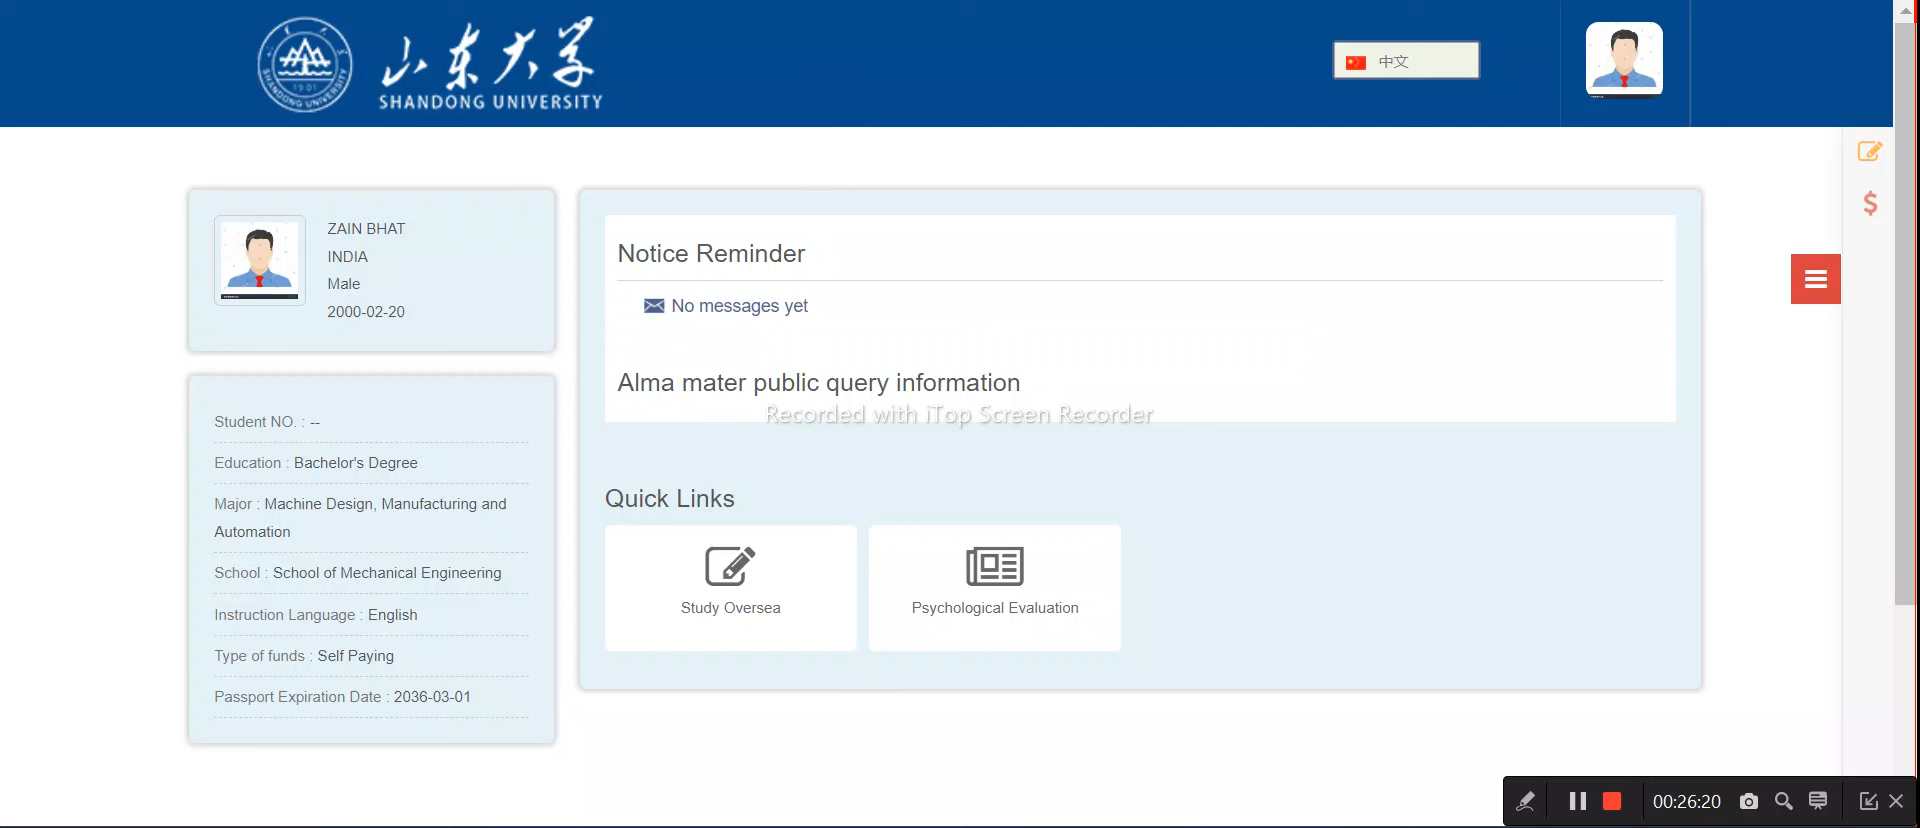 山东大学
SHANDONG UNIVERSITY
SHANDONG UNIVERSITY
1901
中文
ZAIN BHAT
INDIA
Male
2000-02-20
Student NO. : --
Education : Bachelor's Degree
Major : Machine Design, Manufacturing and
Automation
School : School of Mechanical Engineering
Instruction Language : English
Type of funds : Self Paying
Passport Expiration Date : 2036-03-01
Notice Reminder
No messages yet
Alma mater public query information
Recorded with iTop Screen Recorder
Quick Links
Study Oversea
Psychological Evaluation
00:26:20